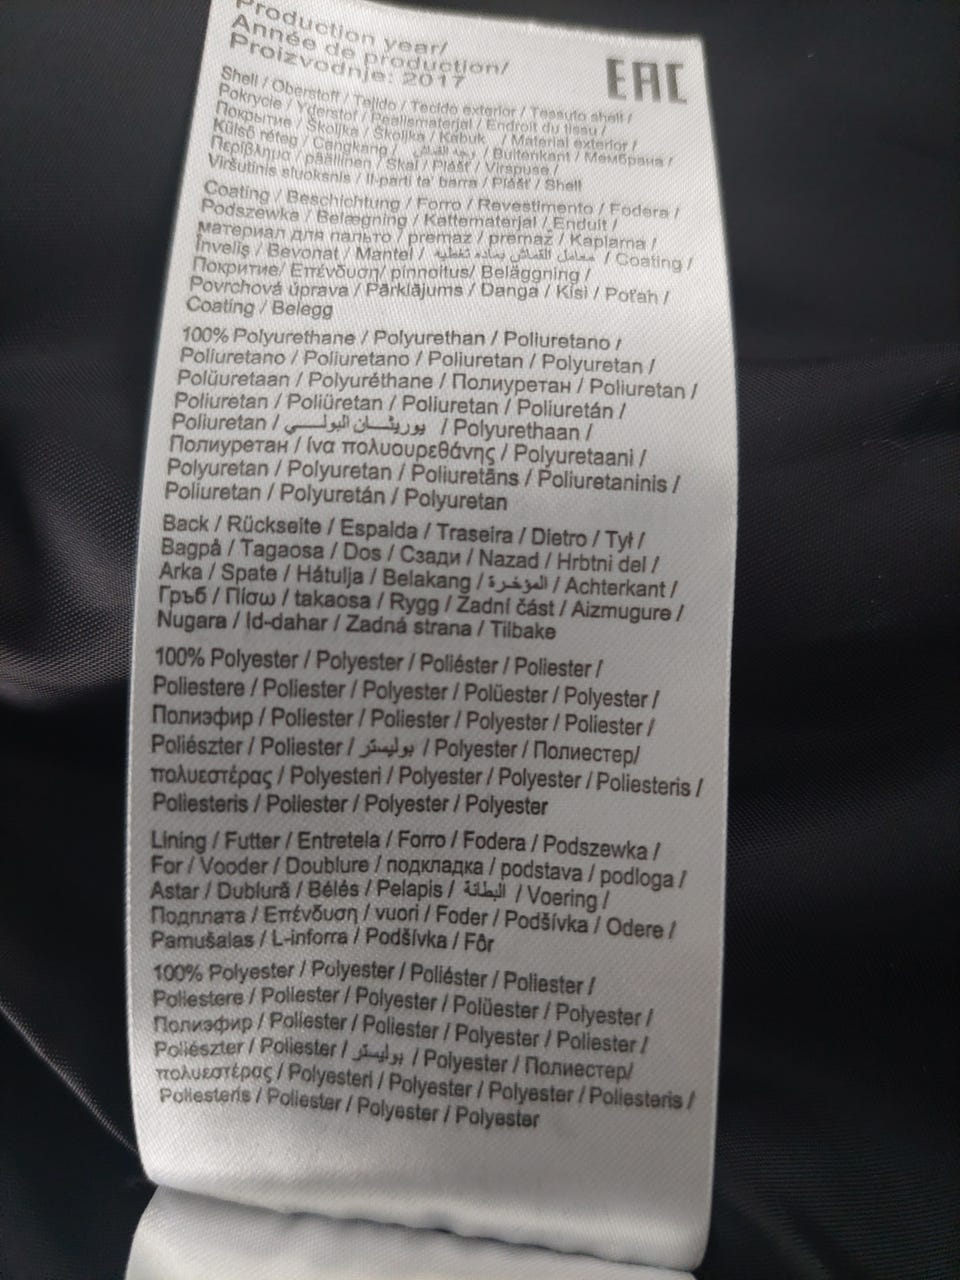 Production year/
Année de production/
Proizvodnje: 2017
EAC
Shell / Oberstoff / Tejido / Tecido exterior / Tessuto shell /
Pokrycie / Yderstof / Pealismaterjal / Endroit du tissu /
Покрытие / Školjka / Školjka / Kabuk / Material exterior /
Külső réteg / Cangkang / / Buitenkant / Мембрана /
Περίβλημα / päällinen / Skal / Plášť / Virspuse /
Viršutinis sluoksnis / Il-parti ta' barra / Plášť / Shell
Coating / Beschichtung / Forro / Revestimento / Fodera /
Podszewka / Belægning / Kattematerjal / Enduit /
материал для пальто / premaz / premaž / Kaplama /
Înveliş / Bevonat / Mantel / معامل القماش بماده تغطيه / Coating /
Покритие/ Επένδυση/ pinnoitus/ Beläggning /
Povrchová úprava / Pārklājums / Danga / Kisi / Poťah /
Coating / Belegg
100% Polyurethane / Polyurethan / Poliuretano /
Poliuretano / Poliuretano / Poliuretan / Polyuretan /
Polüuretaan / Polyuréthane / Полиуретан / Poliuretan /
Poliuretan / Poliüretan / Poliuretan / Poliuretán /
Poliuretan / يوريثان البولي / Polyurethaan /
Полиуретан / ίνα πολυουρεθάνης / Polyuretaani /
Polyuretan / Polyuretan / Poliuretāns / Poliuretaninis /
Poliuretan / Polyuretán / Polyuretan
Back / Rückseite / Espalda / Traseira / Dietro / Tył /
Bagpå / Tagaosa / Dos / Сзади / Nazad / Hrbtni del /
Arka / Spate / Hátulja / Belakang / المؤخرة / Achterkant /
Гръб / Πίσω / takaosa / Rygg / Zadní část / Aizmugure /
Nugara / Id-dahar / Zadná strana / Tilbake
100% Polyester / Polyester / Poliéster / Poliester /
Poliestere / Poliester / Polyester / Polüester / Polyester /
Полиэфир / Poliester / Poliester / Polyester / Poliester /
Poliészter / Poliester / بوليستر / Polyester / Полиестер/
πολυεστέρας / Polyesteri / Polyester / Polyester / Poliesteris /
Poliesteris / Poliester / Polyester / Polyester
Lining / Futter / Entretela / Forro / Fodera / Podszewka /
For / Vooder / Doublure / подкладка / podstava / podloga /
Astar / Dublură / Bélés / Pelapis / البطانة / Voering /
Подплата / Επένδυση / vuori / Foder / Podšívka / Odere /
Pamušalas / L-inforra / Podšívka / Fôr
100% Polyester / Polyester / Poliéster / Poliester /
Poliestere / Poliester / Polyester / Polüester / Polyester /
Полиэфир / Poliester / Poliester / Polyester / Poliester /
Poliészter / Poliester / بوليستر / Polyester / Полиестер/
πολυεστέρας / Polyesteri / Polyester / Polyester / Poliesteris /
Poliesteris / Poliester / Polyester / Polyester